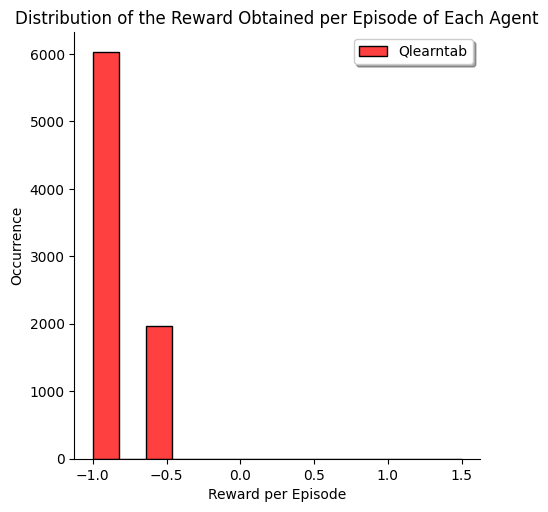 Distribution of the Reward Obtained per Episode of Each Agent
Qlearntab
6000
5000
4000
3000
2000
1000
0
Occurrence
−1.0 −0.5 0.0 0.5 1.0 1.5
Reward per Episode